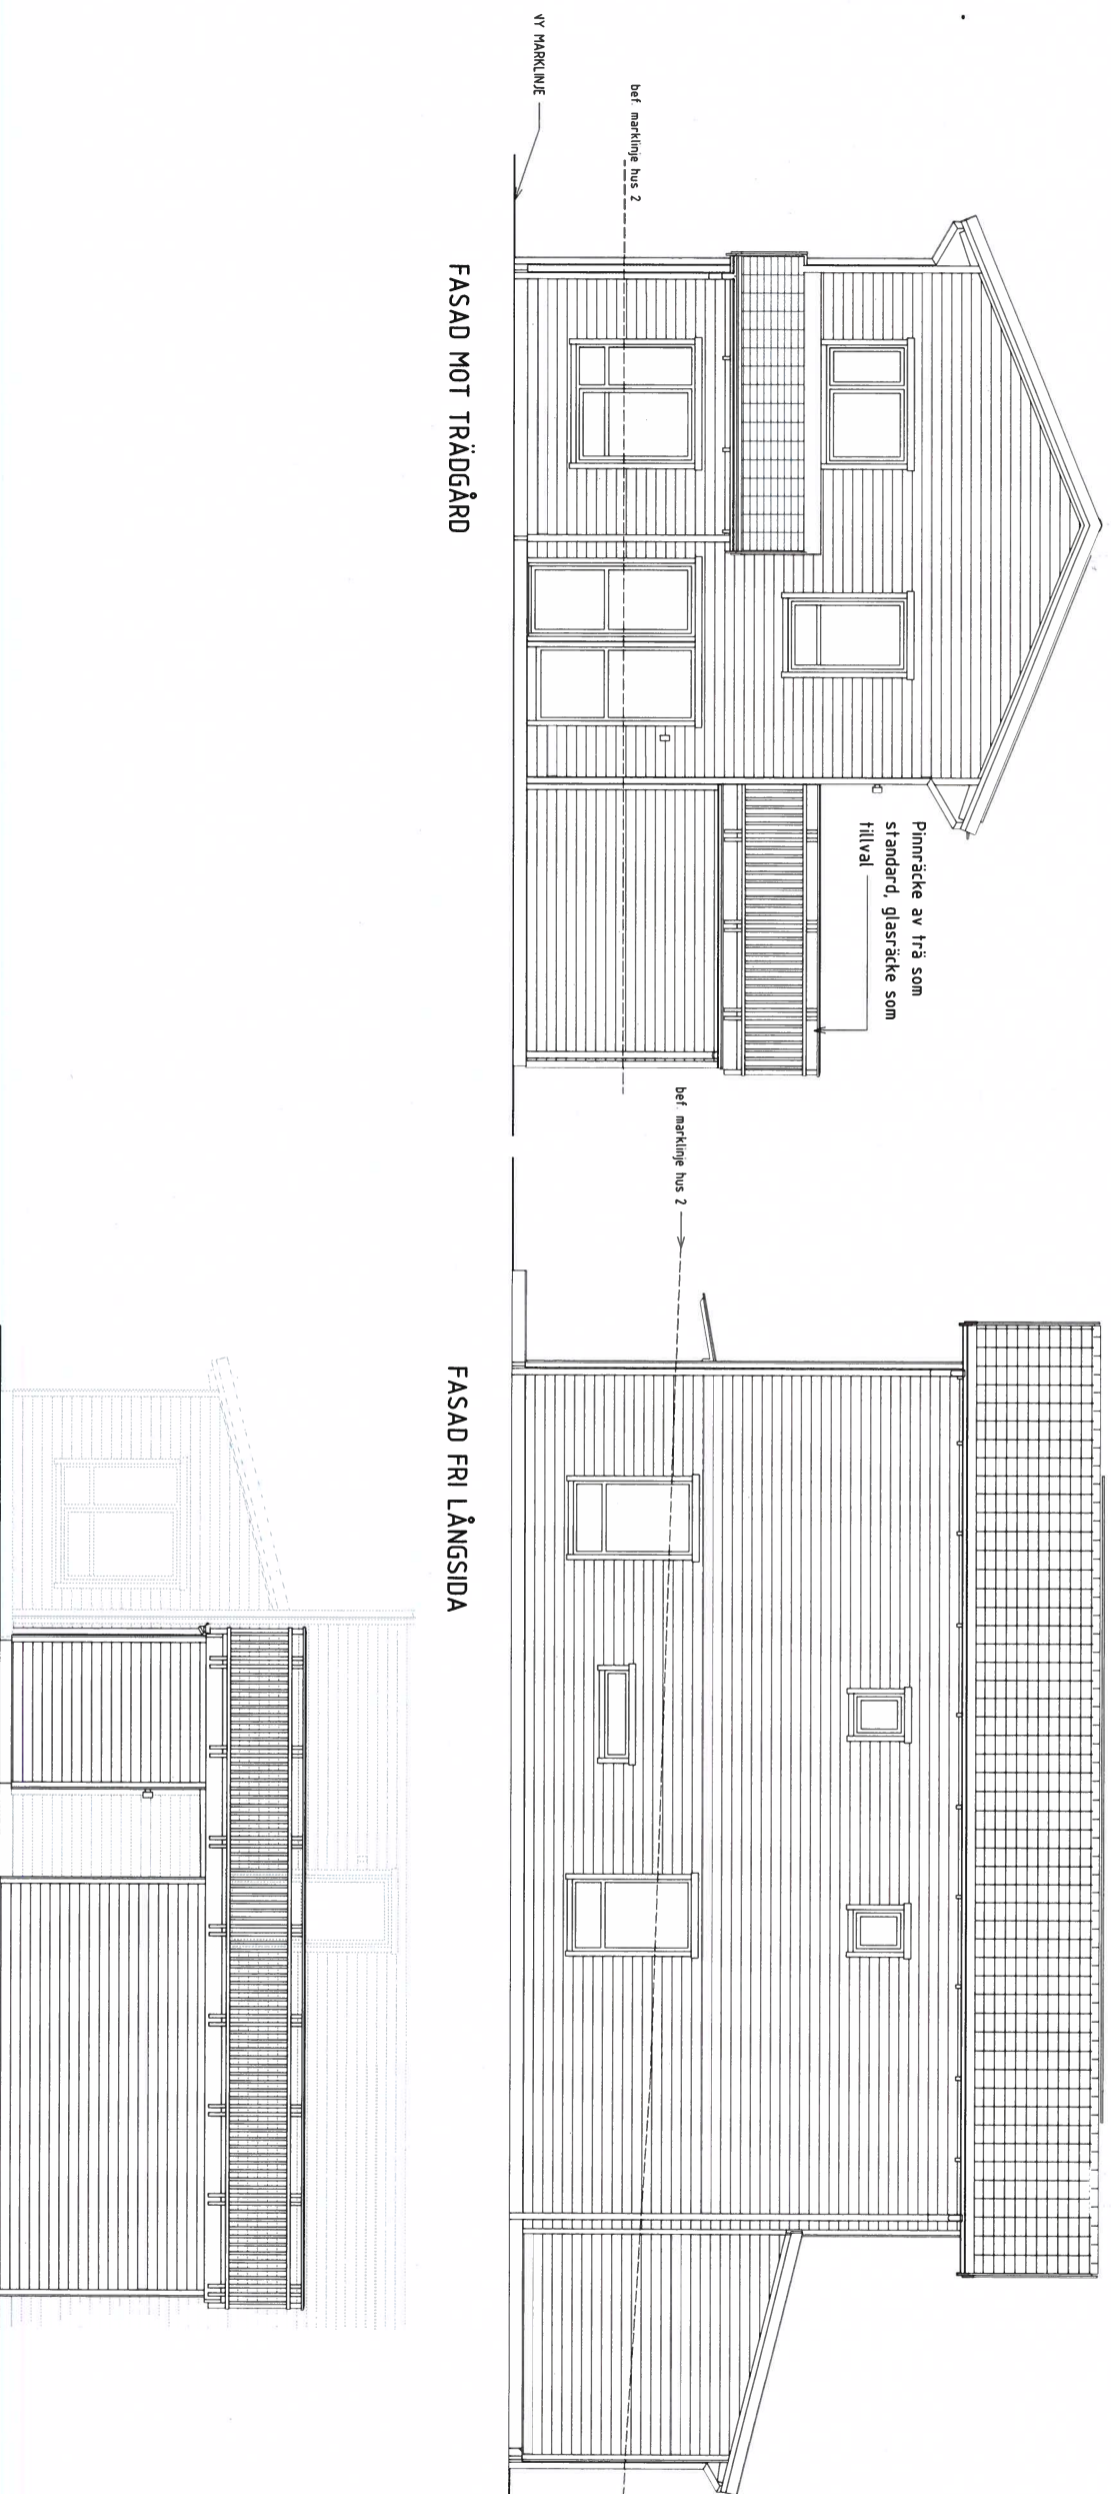 NY MARKLINJE
bef. marklinje hus 2
Pinnräcke av trä som
standard, glasräcke som
tillval
FASAD MOT TRÄDGÅRD
bef. marklinje hus 2
FASAD FRI LÅNGSIDA